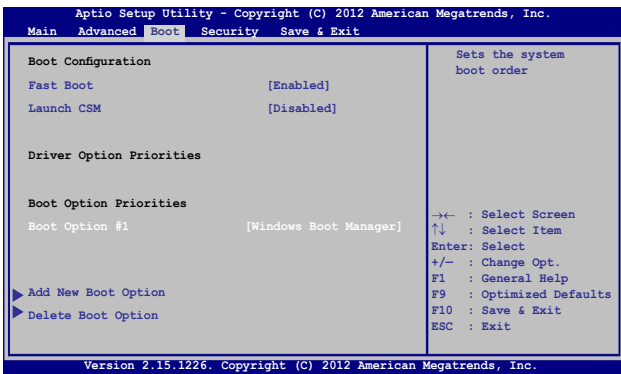 Aptio Setup Utility - Copyright (C) 2012 American Megatrends, Inc.
Main Advanced Boot Security Save & Exit
Boot Configuration
Fast Boot [Enabled]
Launch CSM [Disabled]
Driver Option Priorities
Boot Option Priorities
Boot Option #1 [Windows Boot Manager]
Add New Boot Option
Delete Boot Option
Sets the system
boot order
→← : Select Screen
↑↓ : Select Item
Enter: Select
+/— : Change Opt.
F1 : General Help
F9 : Optimized Defaults
F10 : Save & Exit
ESC : Exit
Version 2.15.1226. Copyright (C) 2012 American Megatrends, Inc.